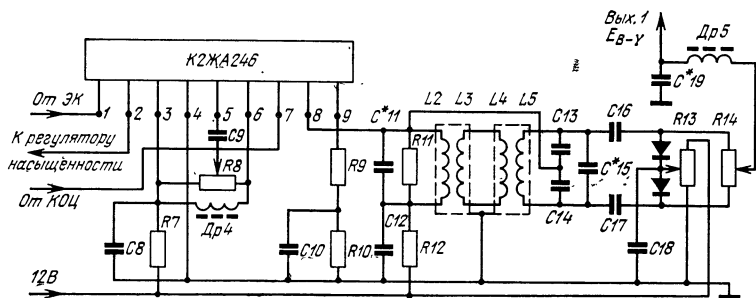 Вых. 1
E_B-Y
Др5
К2ЖА246
C*19
От ЭК
1 2 3 4 5 6 7 8 9
C*11
L2 L3 L4 L5
C13
C16
R13
R14
C9
R11
К регулятору
насыщенности
R8
R9
C*15
От КОЦ
R7
Др4
C12
C14
C17
C8
C10
R10
R12
C18
12В